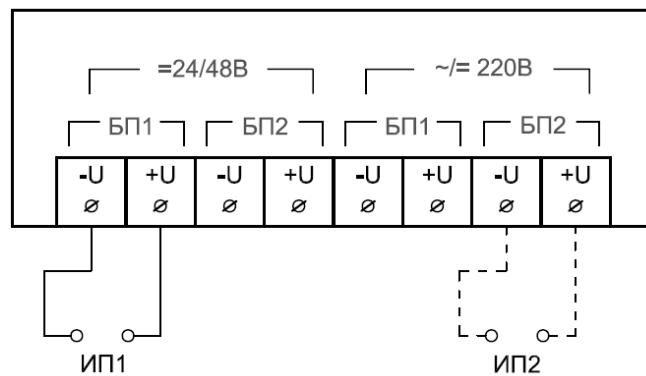 =24/48В ~/= 220В
БП1 БП2 БП1 БП2
-U +U -U +U -U +U -U +U
ИП1 ИП2